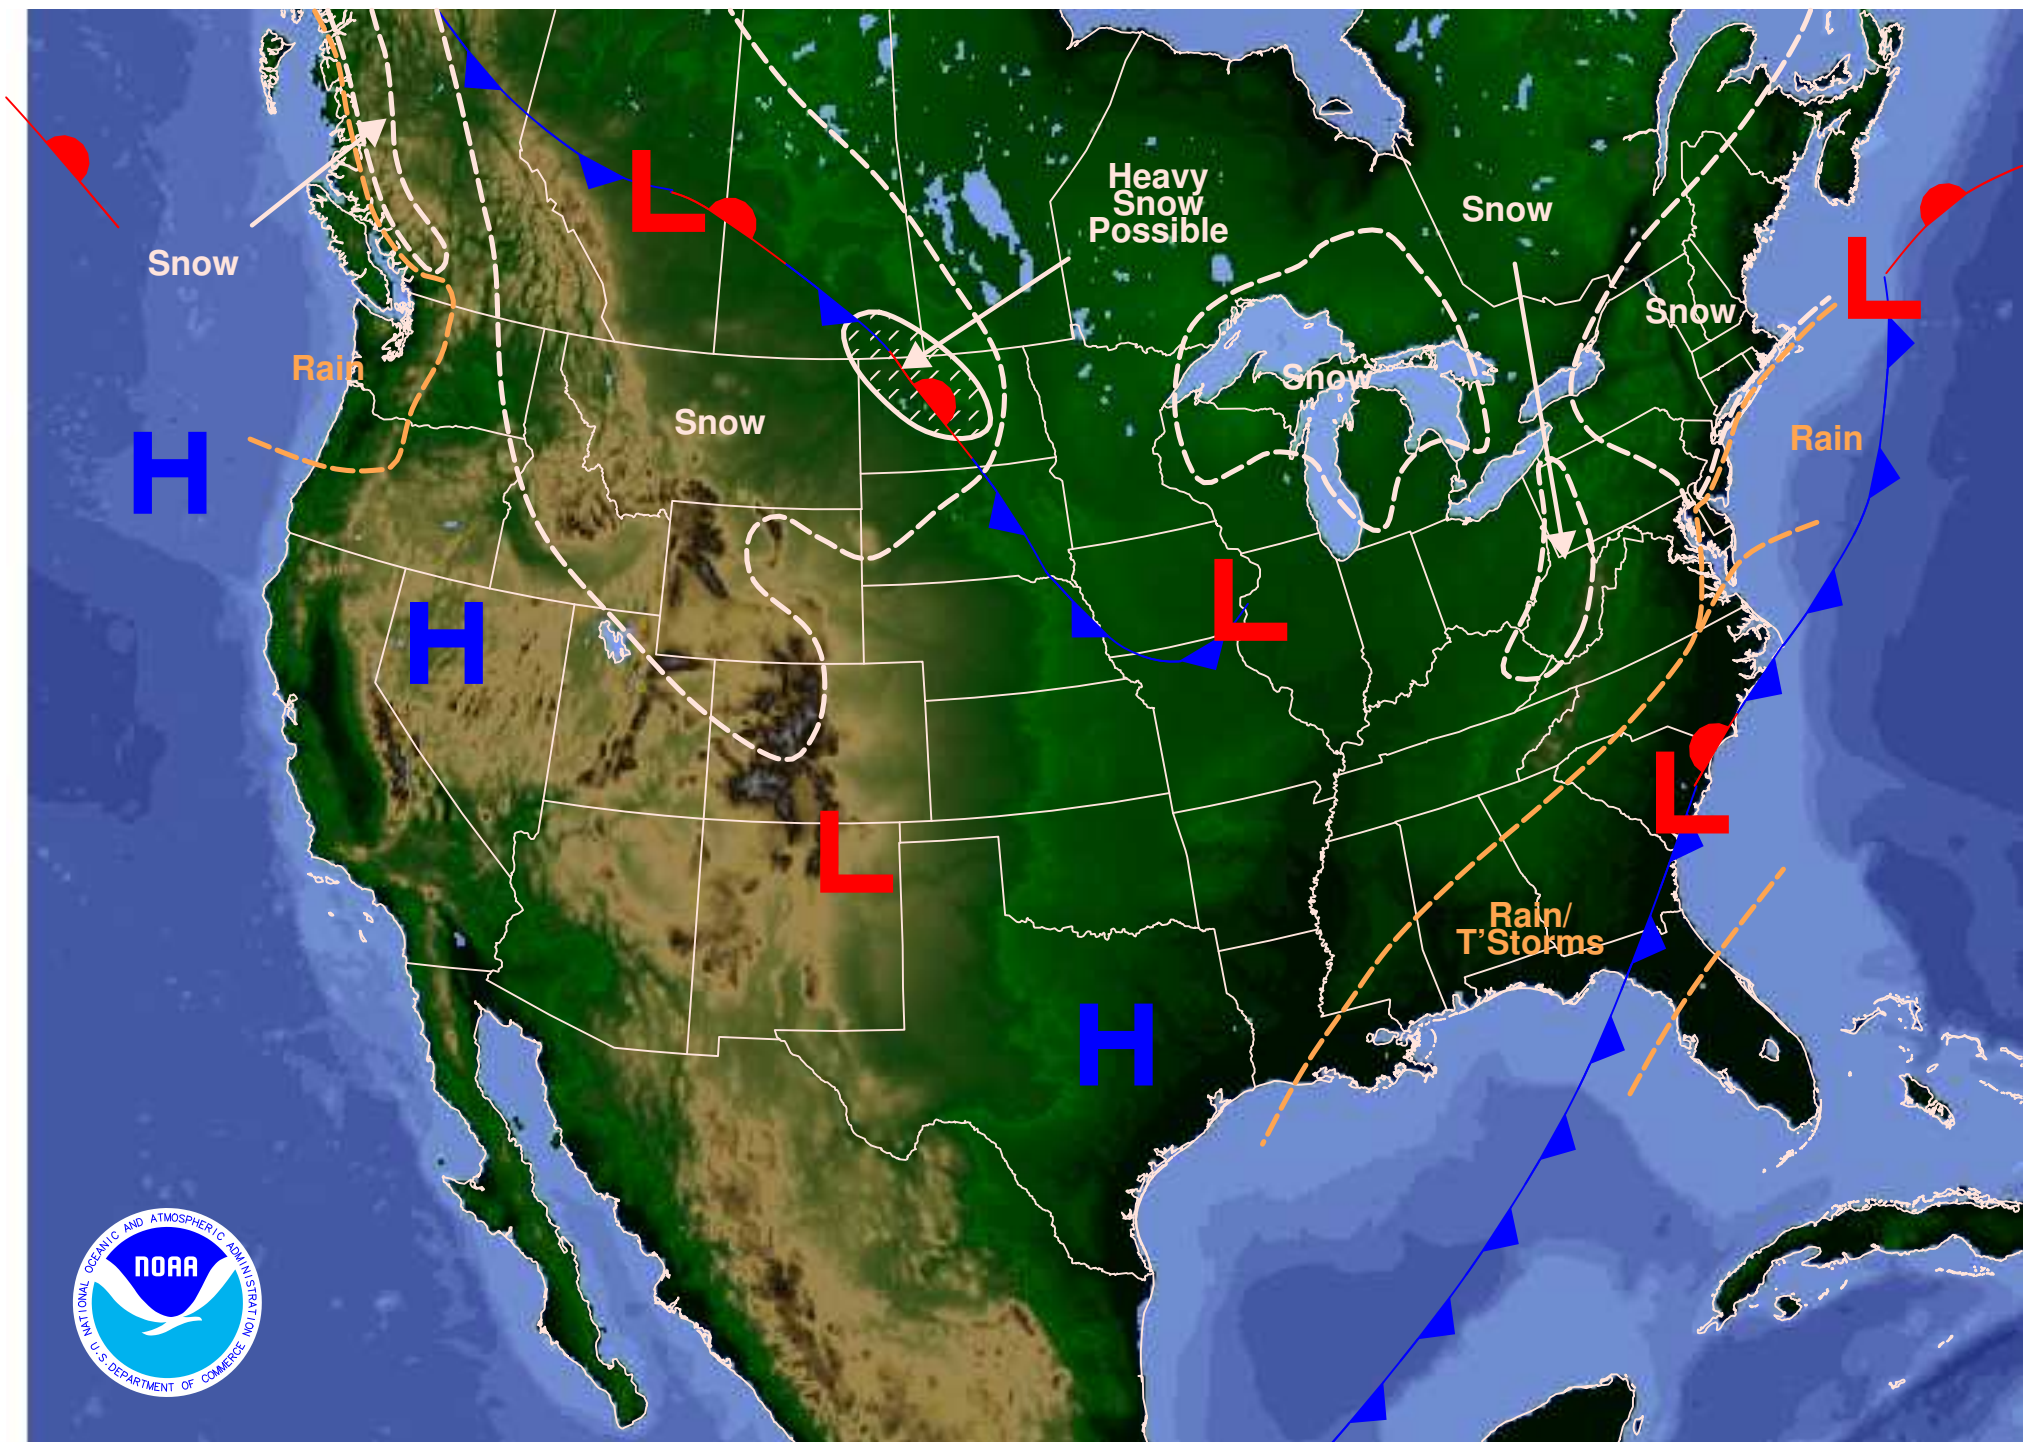 Heavy
Snow
Possible
Snow
Snow
Snow
Rain
Snow
Snow
Snow
Rain
H
H
H
L
L
L
L
L
Rain/
T'Storms
NATIONAL OCEANIC AND ATMOSPHERIC ADMINISTRATION
NOAA
U.S. DEPARTMENT OF COMMERCE